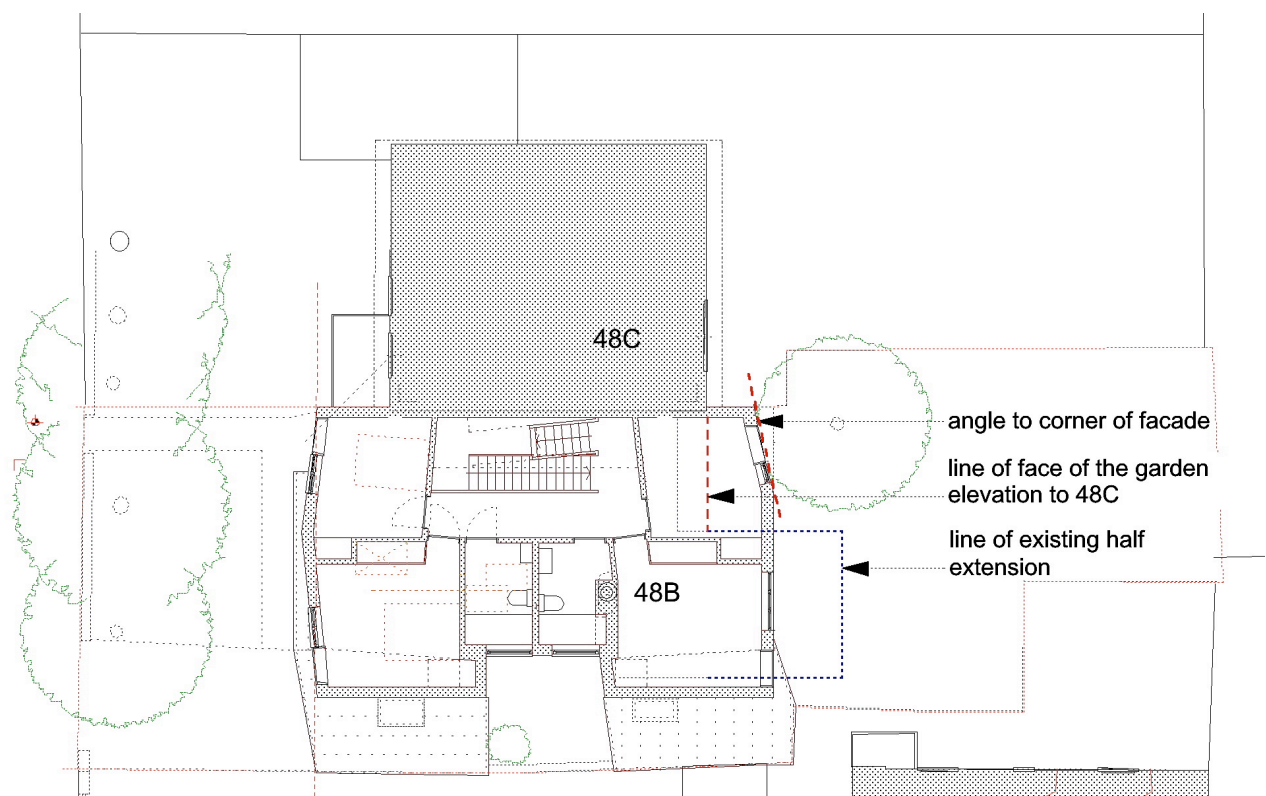 48C
angle to corner of facade
line of face of the garden
elevation to 48C
line of existing half
extension
48B